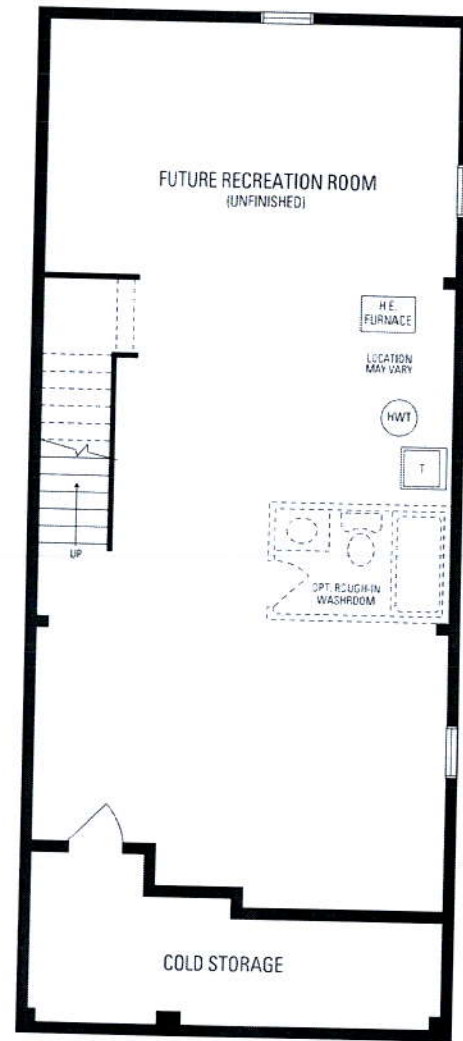 FUTURE RECREATION ROOM
(UNFINISHED)
H.E.
FURNACE
LOCATION
MAY VARY
HWT
T
UP
OPT. ROUGH-IN
WASHROOM
COLD STORAGE